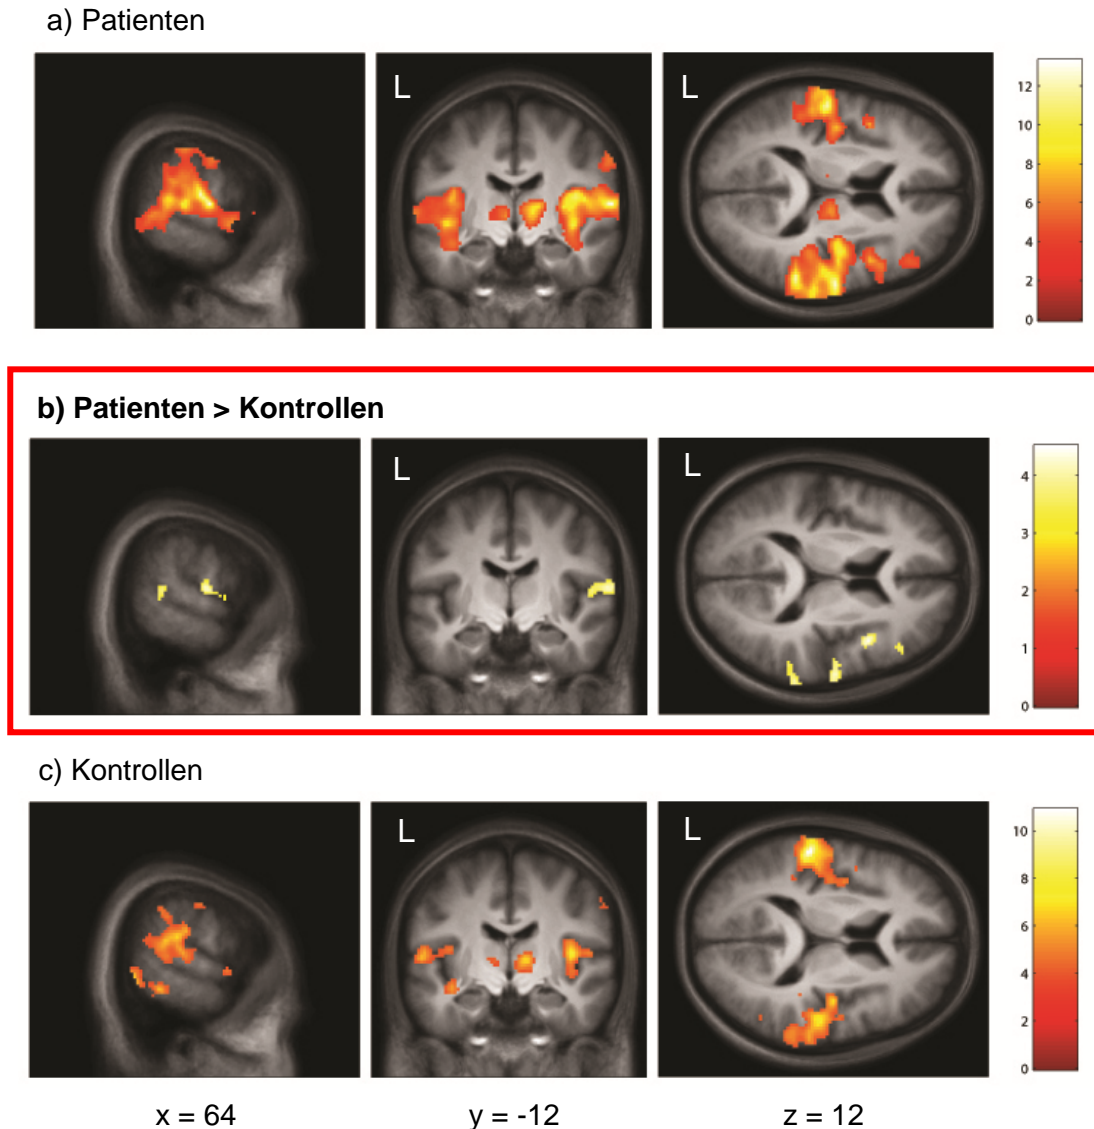 a) Patienten
L
L
12
10
8
6
4
2
0
b) Patienten > Kontrollen
L
L
4
3
2
1
0
c) Kontrollen
L
L
10
8
6
4
2
0
x = 64
y = -12
z = 12